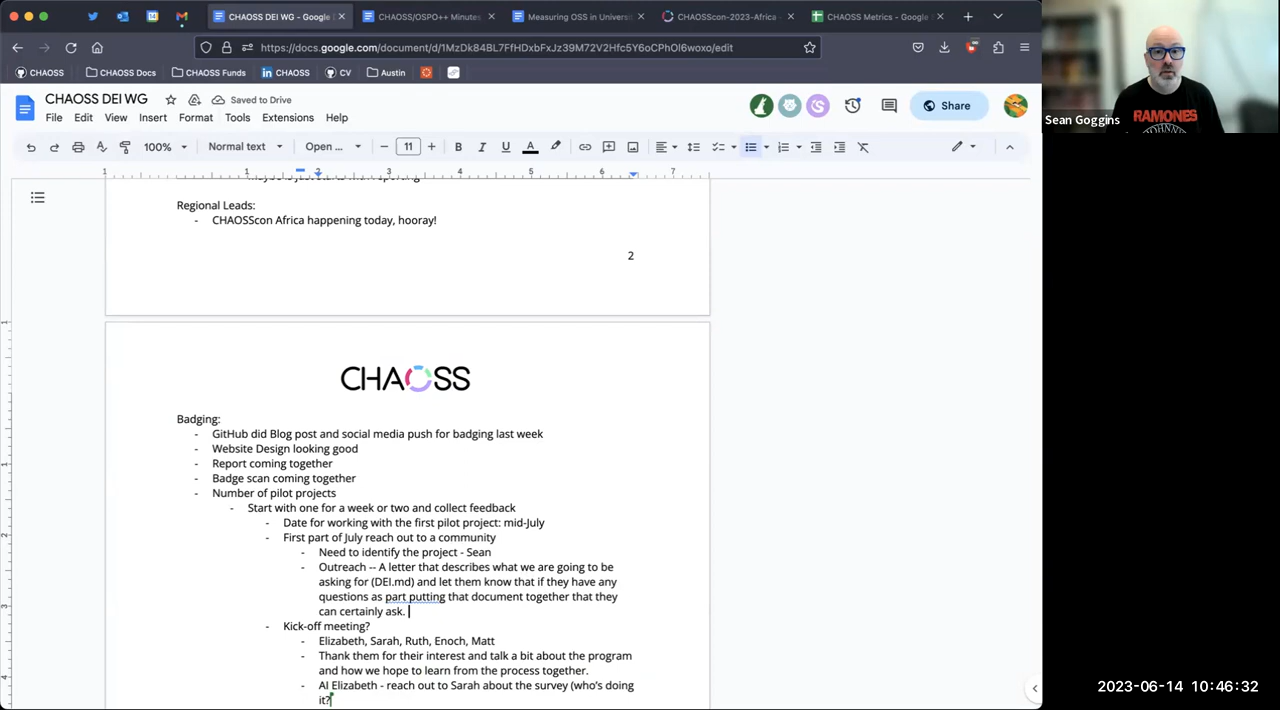 CHAOSS DEI WG - Google
CHAOSS/OSPO++ Minutes
Measuring OSS in Universi
CHAOSScon-2023-Africa -
CHAOSS Metrics - Google
https://docs.google.com/document/d/1MzDk84BL7FfHDxbFxJz39M72V2Hfc5Y6oCPhOl6woxo/edit
CHAOSS
CHAOSS Docs
CHAOSS Funds
CHAOSS
CV
Austin
CHAOSS DEI WG
Saved to Drive
File Edit View Insert Format Tools Extensions Help
Share
100%
Normal text
Open ...
11
Regional Leads:
- CHAOSScon Africa happening today, hooray!
2
CHAOSS
Badging:
- GitHub did Blog post and social media push for badging last week
- Website Design looking good
- Report coming together
- Badge scan coming together
- Number of pilot projects
- Start with one for a week or two and collect feedback
- Date for working with the first pilot project: mid-July
- First part of July reach out to a community
- Need to identify the project - Sean
- Outreach -- A letter that describes what we are going to be
asking for (DEI.md) and let them know that if they have any
questions as part putting that document together that they
can certainly ask.
- Kick-off meeting?
- Elizabeth, Sarah, Ruth, Enoch, Matt
- Thank them for their interest and talk a bit about the program
and how we hope to learn from the process together.
- AI Elizabeth - reach out to Sarah about the survey (who's doing
it?
RAMONES
Sean Goggins
2023-06-14 10:46:32